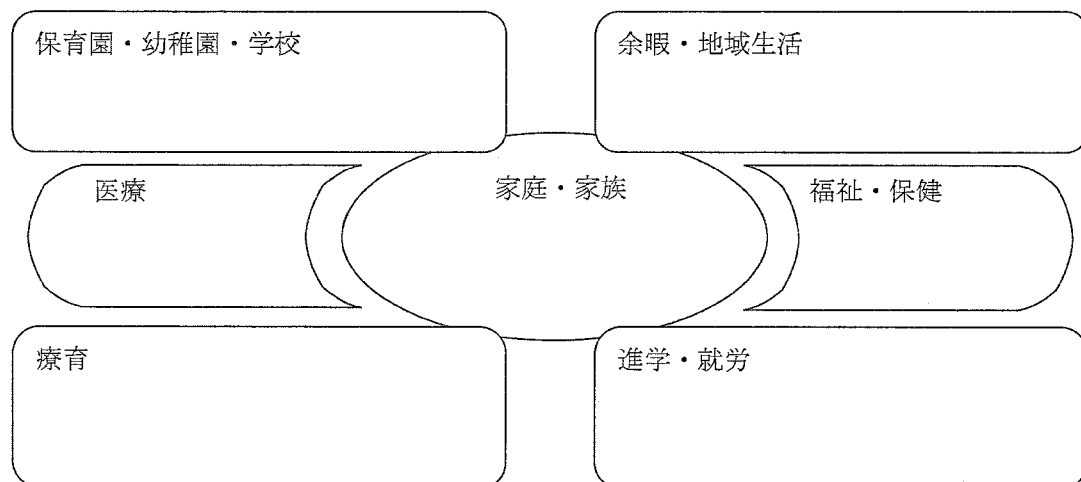 保育園・幼稚園・学校
余暇・地域生活
医療
家庭・家族
福祉・保健
療育
進学・就労